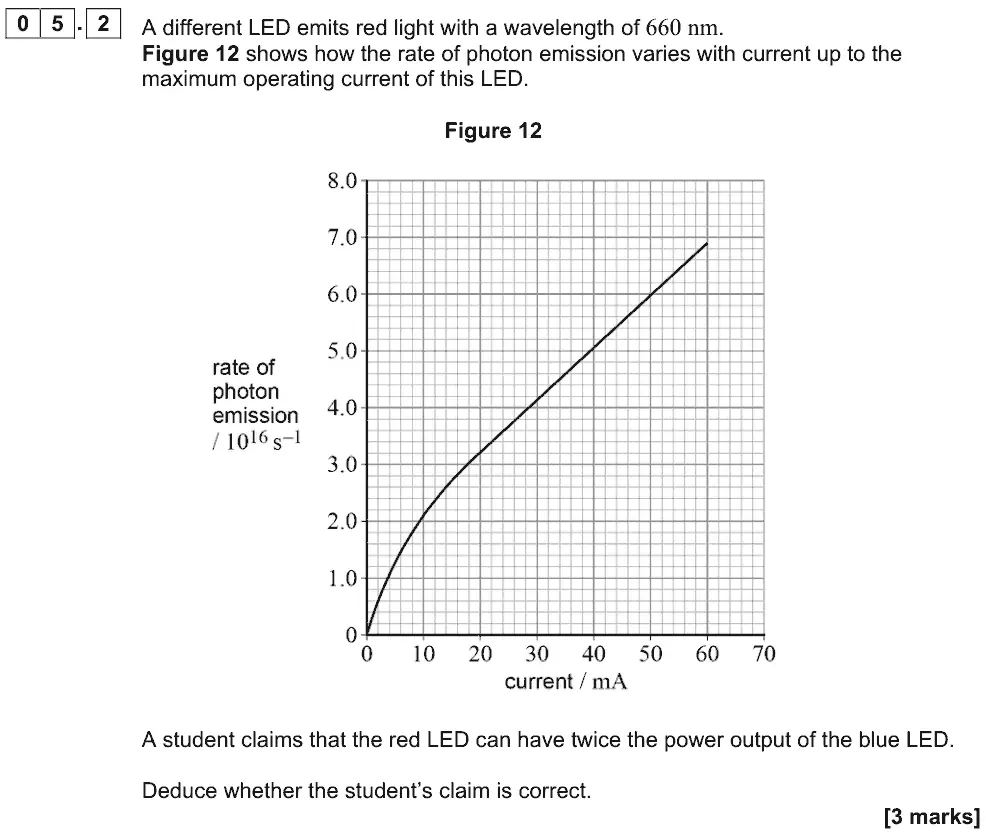 05.2 A different LED emits red light with a wavelength of 660 nm.
Figure 12 shows how the rate of photon emission varies with current up to the
maximum operating current of this LED.
Figure 12
8.0
7.0
6.0
5.0
4.0
3.0
2.0
1.0
0
rate of
photon
emission
/ 10¹⁶ s⁻¹
0 10 20 30 40 50 60 70
current / mA
A student claims that the red LED can have twice the power output of the blue LED.
Deduce whether the student’s claim is correct.
[3 marks]